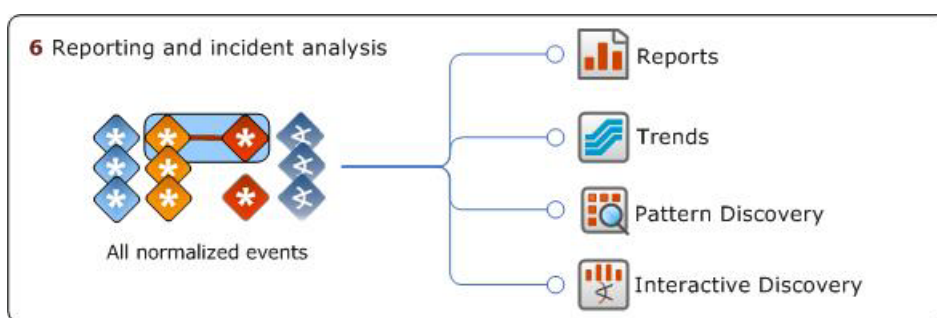 6 Reporting and incident analysis
Reports
Trends
Pattern Discovery
Interactive Discovery
All normalized events